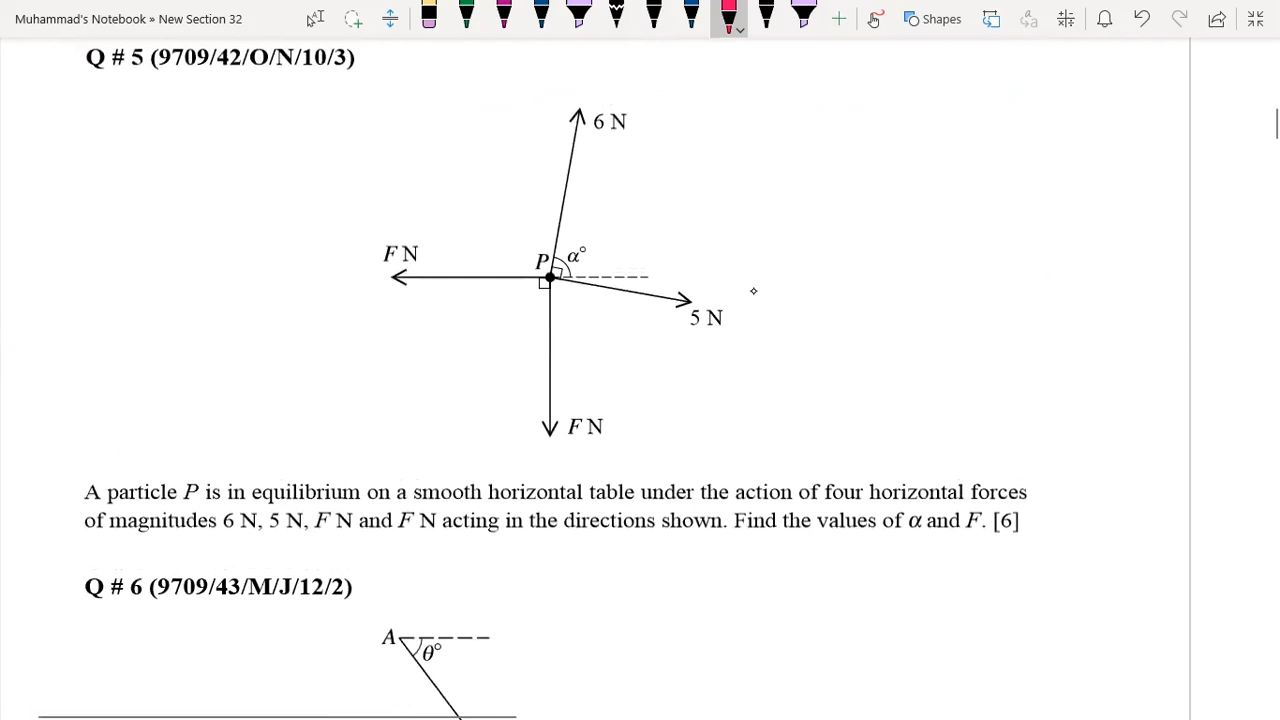 Muhammad's Notebook » New Section 32
Shapes
Q # 5 (9709/42/O/N/10/3)
6 N
F N
P
α°
5 N
F N
A particle P is in equilibrium on a smooth horizontal table under the action of four horizontal forces
of magnitudes 6 N, 5 N, F N and F N acting in the directions shown. Find the values of α and F. [6]
Q # 6 (9709/43/M/J/12/2)
A
θ°